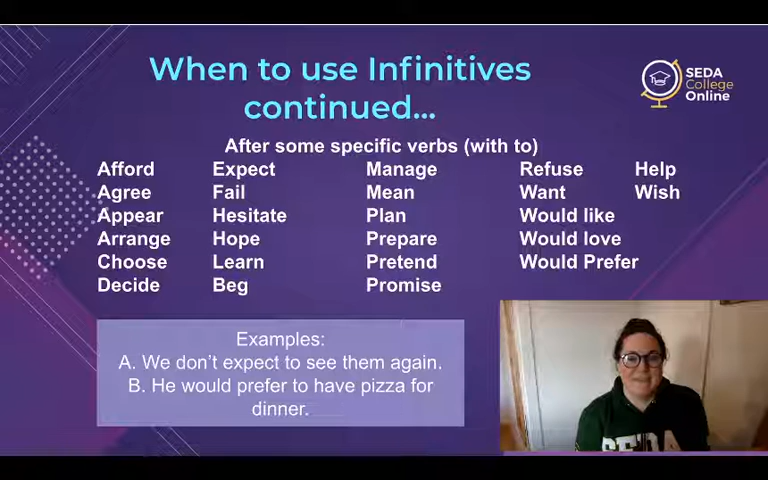 When to use Infinitives
continued...
SEDA
College
Online
After some specific verbs (with to)
Afford Expect Manage Refuse Help
Agree Fail Mean Want Wish
Appear Hesitate Plan Would like
Arrange Hope Prepare Would love
Choose Learn Pretend Would Prefer
Decide Beg Promise
Examples:
A. We don't expect to see them again.
B. He would prefer to have pizza for
dinner.
SEDA